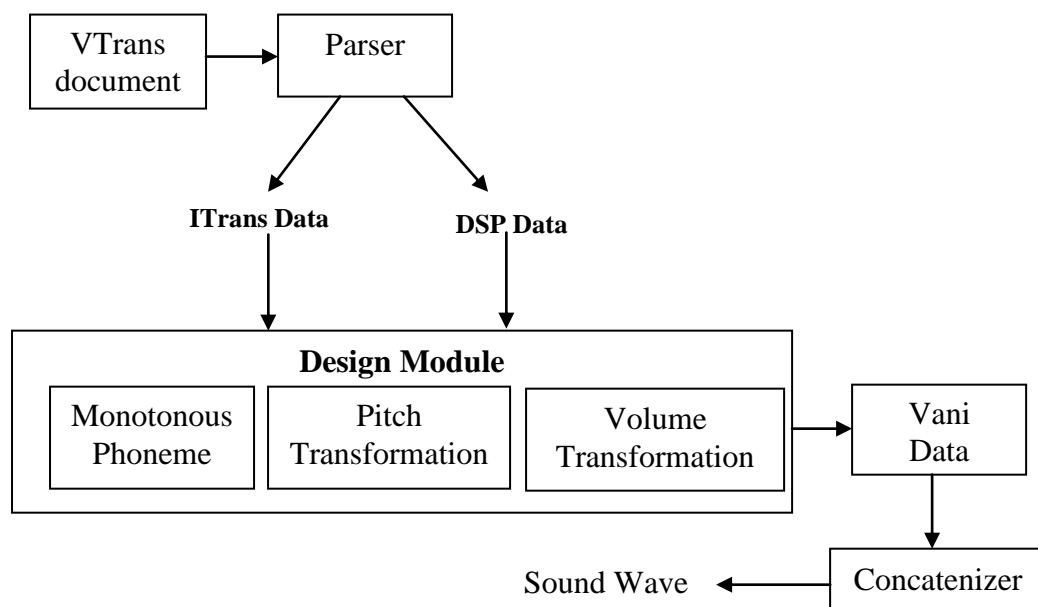 VTrans
document
Parser
ITrans Data
DSP Data
Design Module
Monotonous
Phoneme
Pitch
Transformation
Volume
Transformation
Vani
Data
Sound Wave
Concatenizer